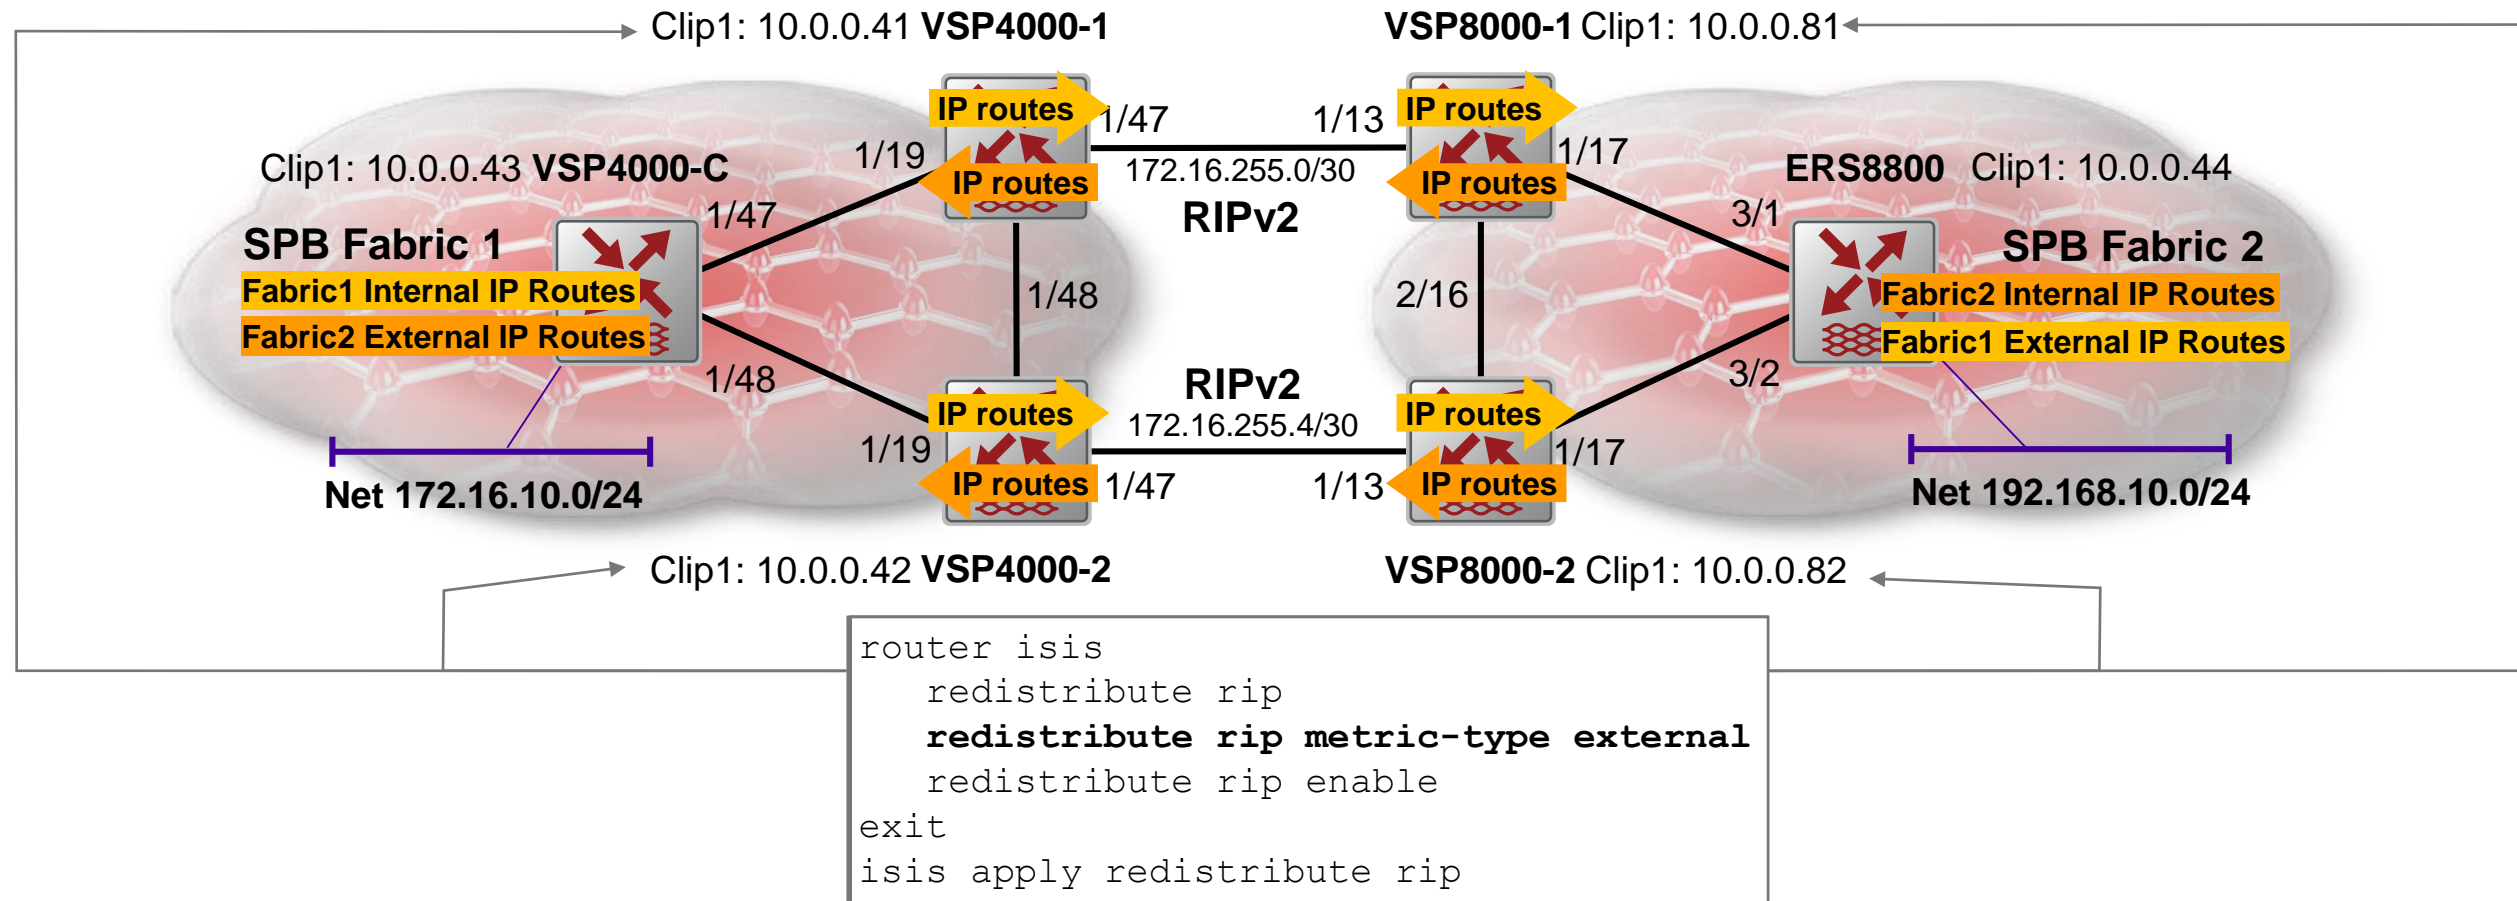 Clip1: 10.0.0.41 VSP4000-1
VSP8000-1 Clip1: 10.0.0.81
IP routes
1/47
1/13
IP routes
Clip1: 10.0.0.43 VSP4000-C
1/19
IP routes
172.16.255.0/30
IP routes
1/17
ERS8800 Clip1: 10.0.0.44
1/47
RIPv2
3/1
SPB Fabric 1
SPB Fabric 2
Fabric1 Internal IP Routes
1/48
2/16
Fabric2 Internal IP Routes
Fabric2 External IP Routes
Fabric1 External IP Routes
1/48
RIPv2
3/2
IP routes
172.16.255.4/30
IP routes
1/19
1/17
Net 172.16.10.0/24
IP routes
1/47
1/13
IP routes
Net 192.168.10.0/24
Clip1: 10.0.0.42 VSP4000-2
VSP8000-2 Clip1: 10.0.0.82
router isis
redistribute rip
redistribute rip metric-type external
redistribute rip enable
exit
isis apply redistribute rip